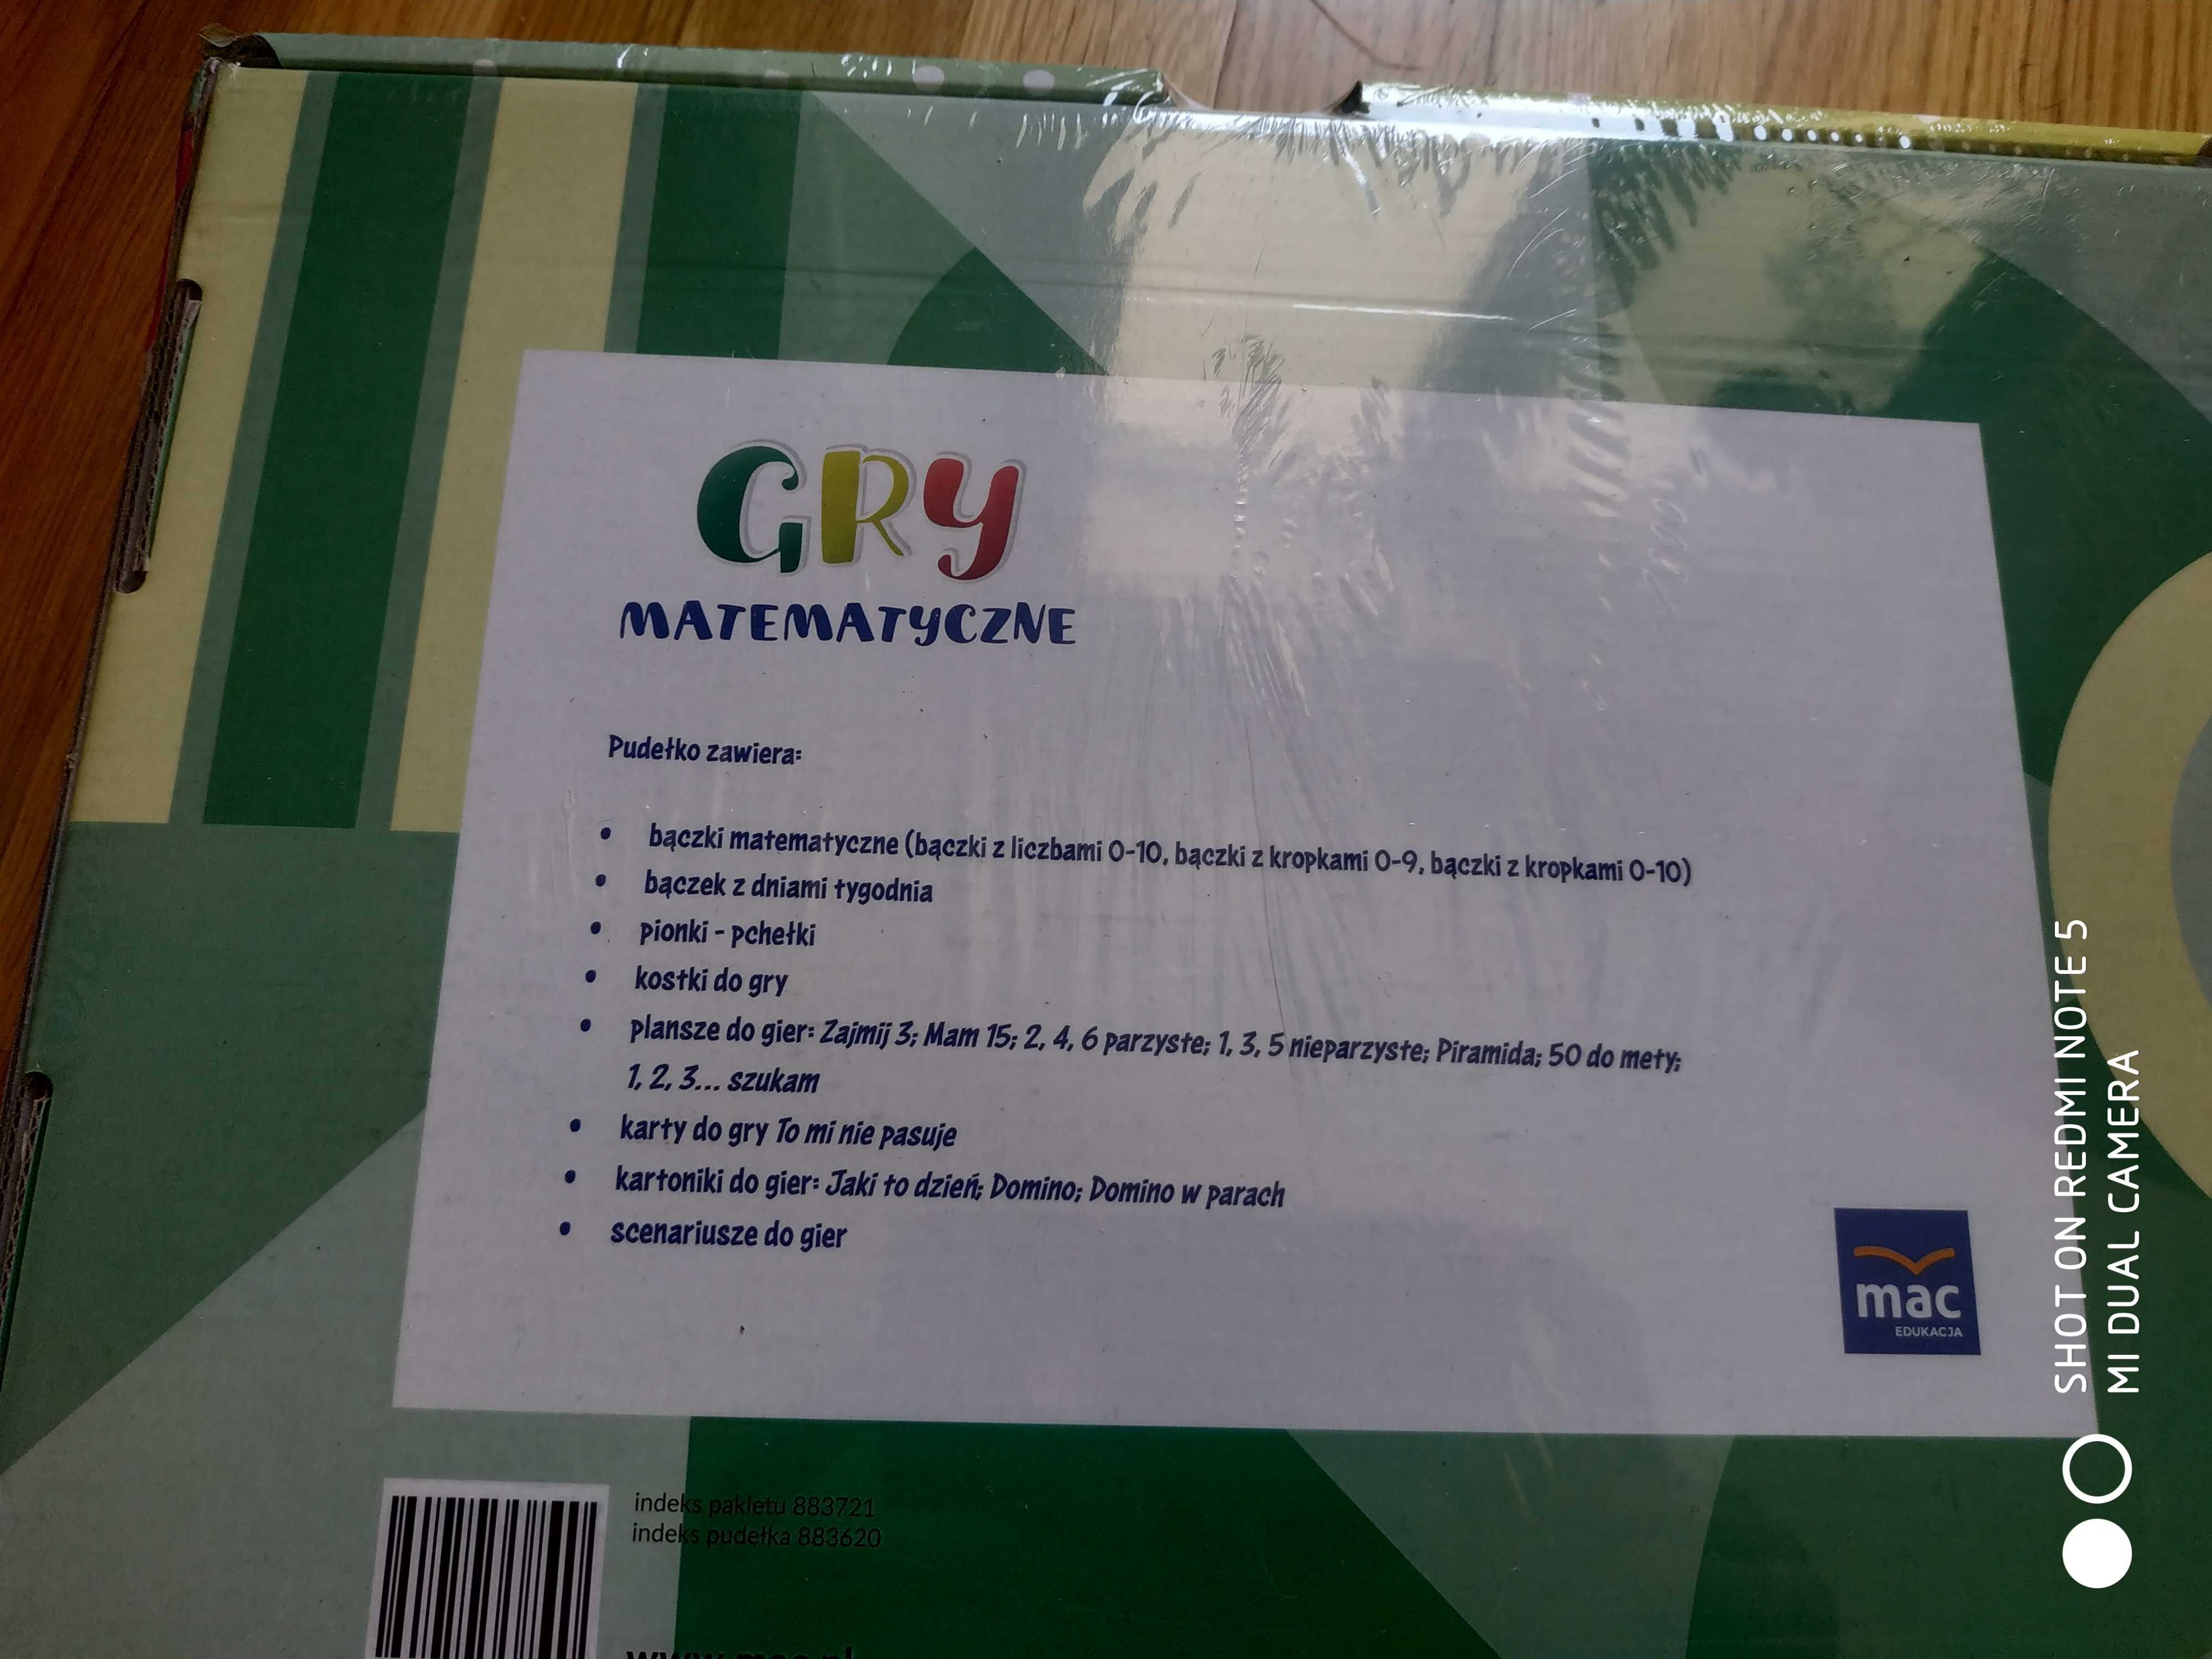 GRY
MATEMATYCZNE
Pudełko zawiera:
• bączki matematyczne (bączki z liczbami 0-10, bączki z kropkami 0-9, bączki z kropkami 0-10)
• bączek z dniami tygodnia
• pionki - pchełki
• kostki do gry
• plansze do gier: Zajmij 3; Mam 15; 2, 4, 6 parzyste; 1, 3, 5 nieparzyste; Piramida; 50 do mety;
1, 2, 3... szukam
• karty do gry To mi nie pasuje
• kartoniki do gier: Jaki to dzień; Domino; Domino w parach
• scenariusze do gier
mac
EDUKACJA
indeks pakietu 883721
indeks pudełka 883620
www.mac.pl
SHOT ON REDMI NOTE 5
MI DUAL CAMERA